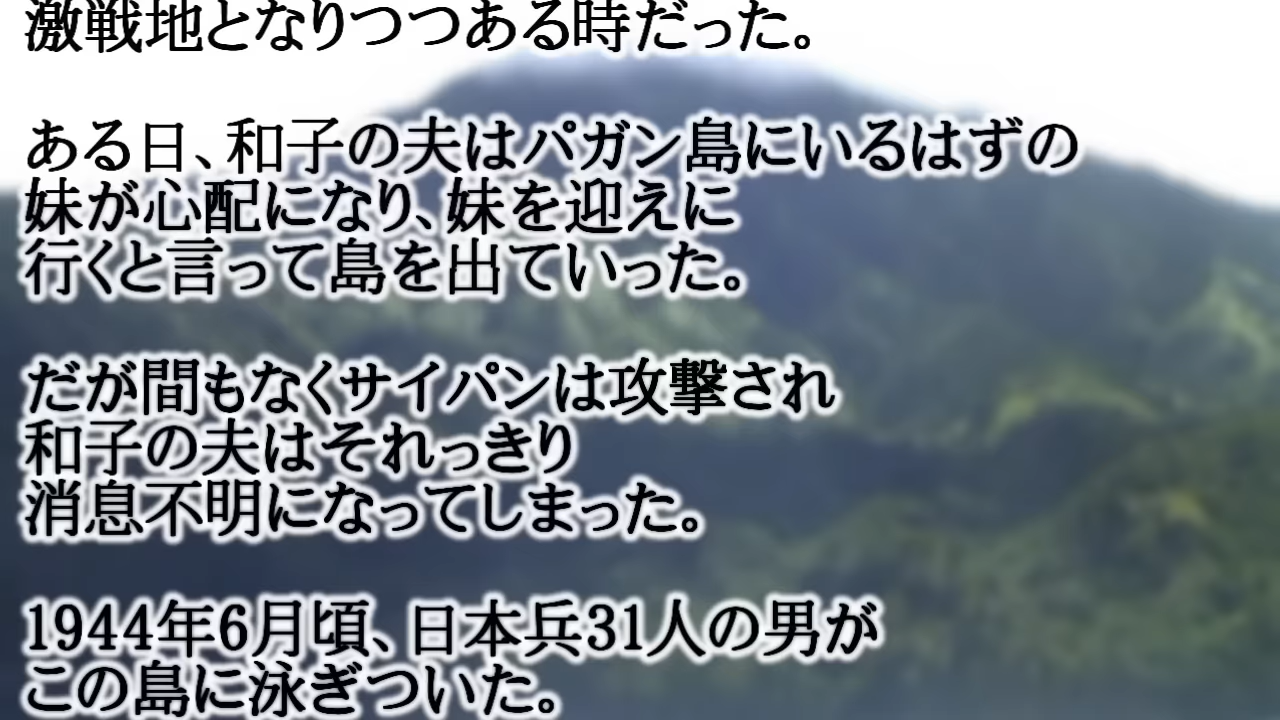 激戦地となりつつある時だった。
ある日、和子の夫はパガン島にいるはずの
妹が心配になり、妹を迎えに
行くと言って島を出ていった。
だが間もなくサイパンは攻撃され
和子の夫はそれっきり
消息不明になってしまった。
1944年6月頃、日本兵31人の男が
この島に泳ぎついた。